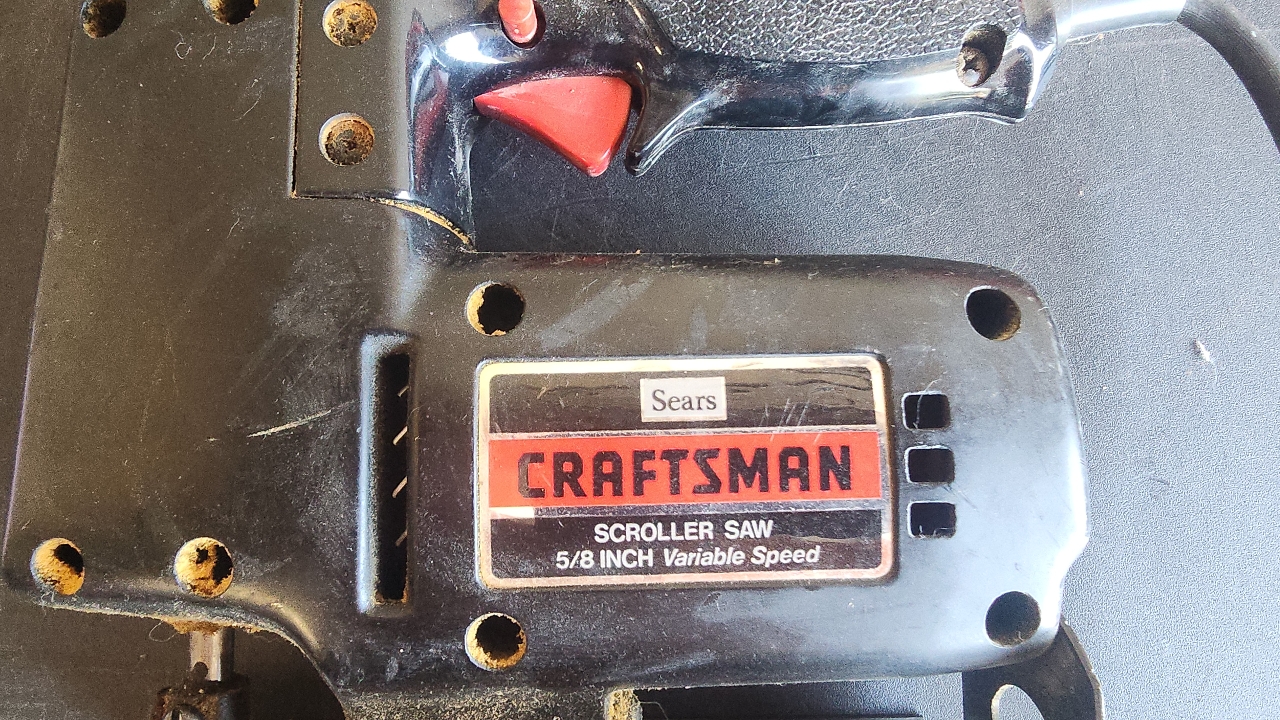 Sears
CRAFTSMAN
SCROLLER SAW
5/8 INCH Variable Speed